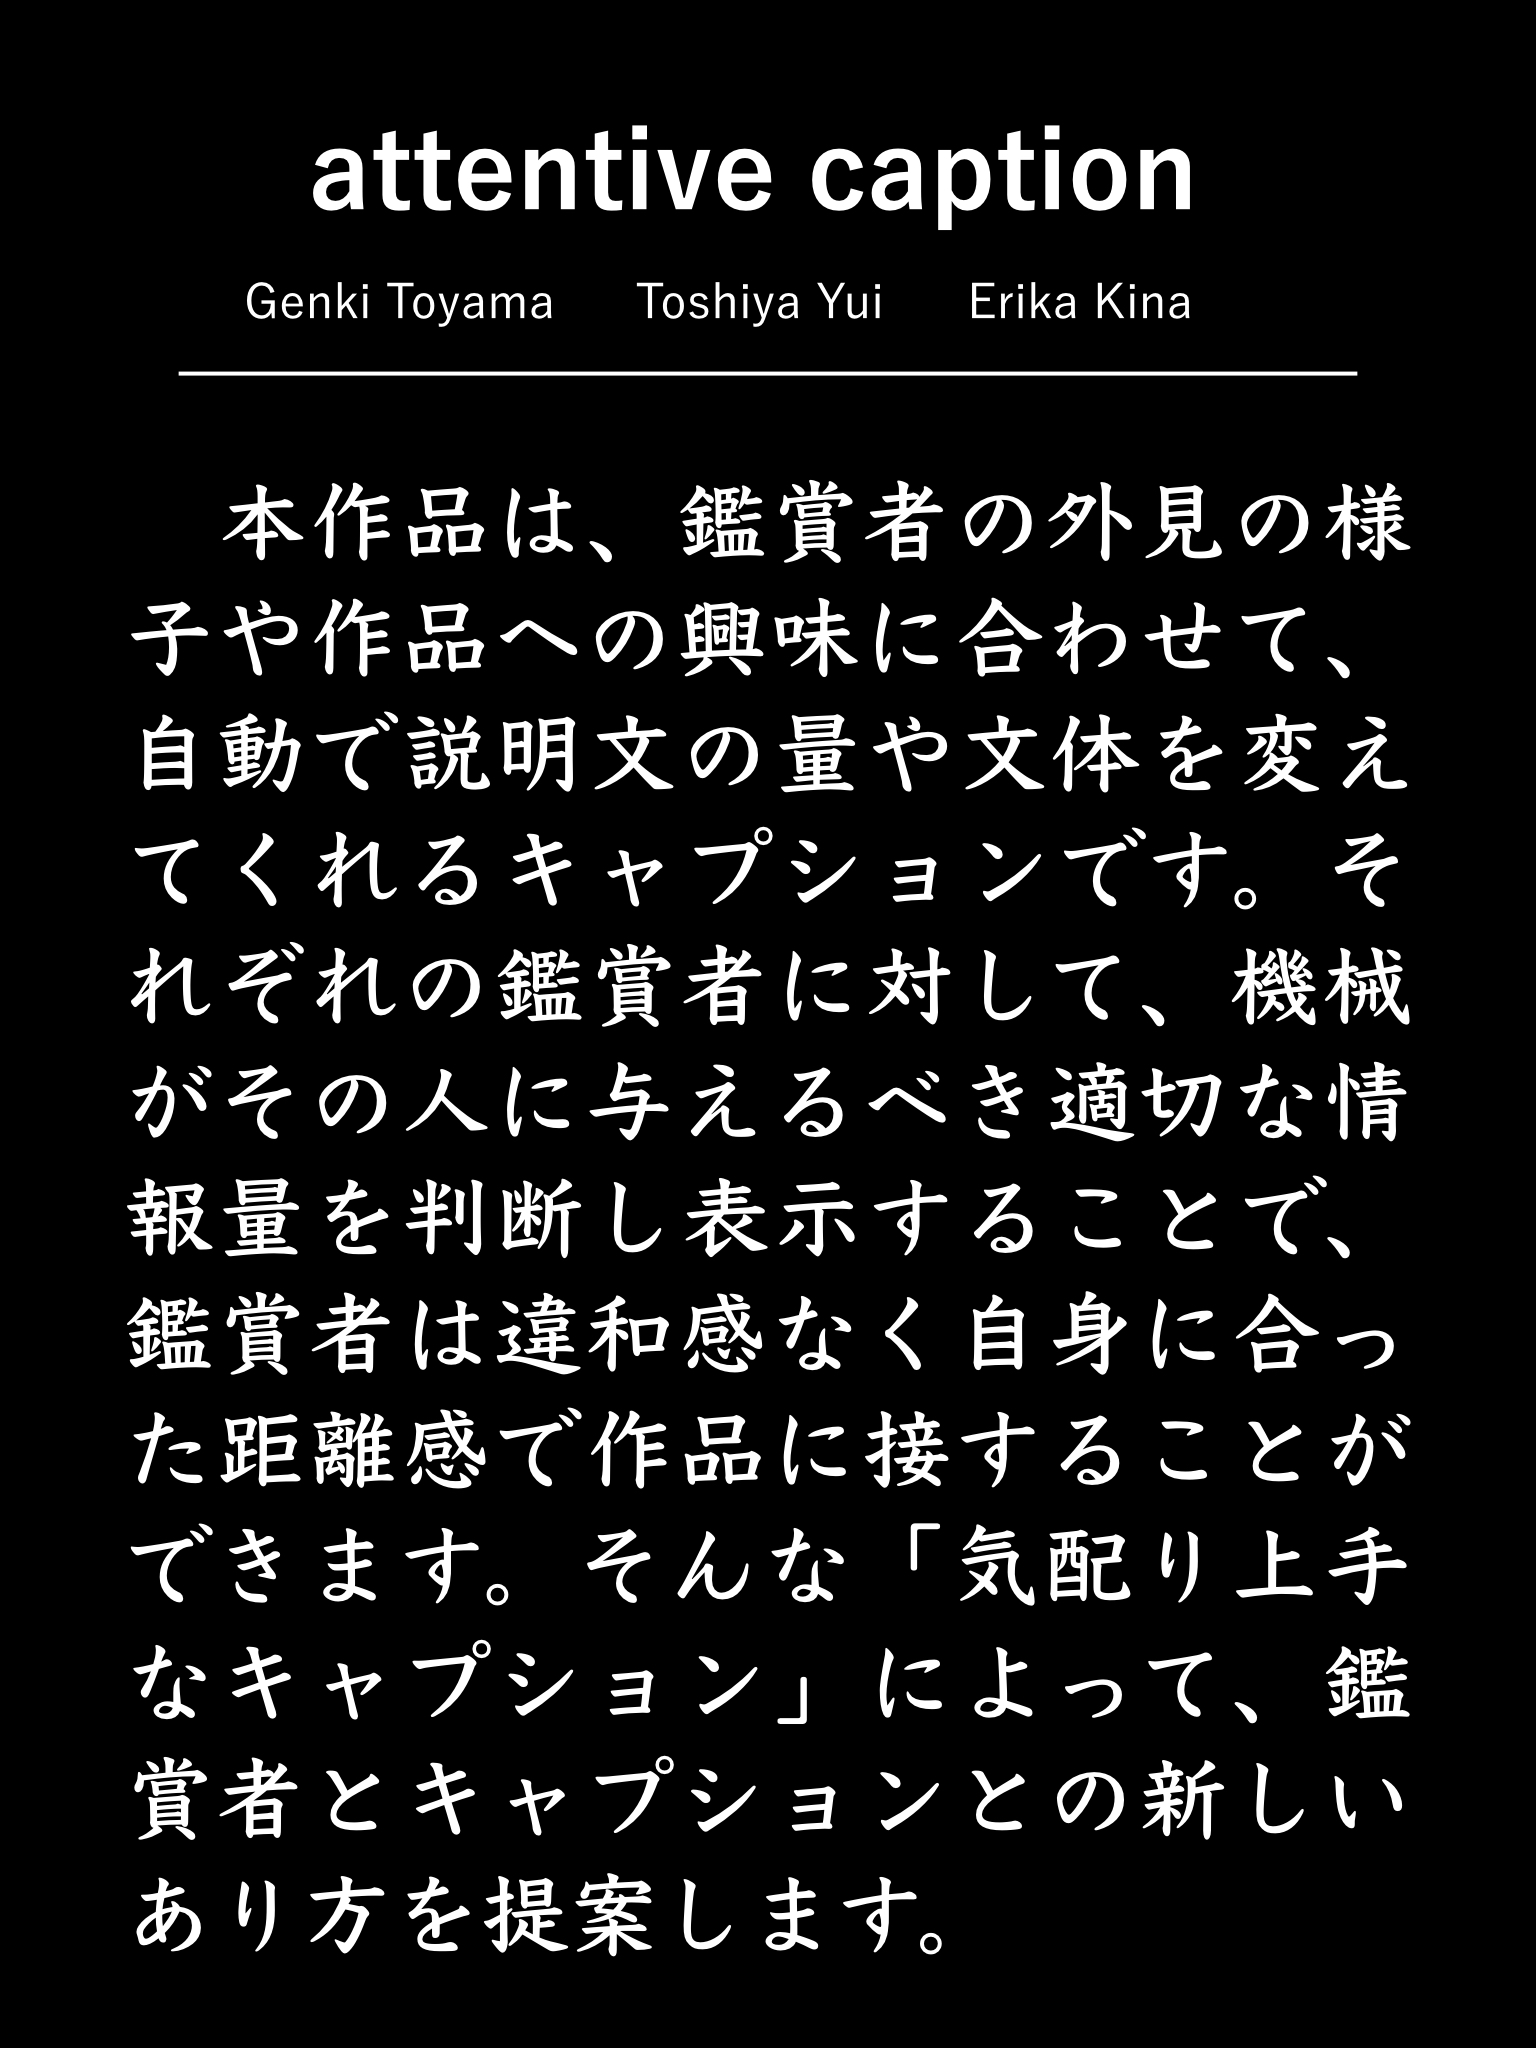 attentive caption
Genki Toyama Toshiya Yui Erika Kina
本作品は、鑑賞者の外見の様
子や作品への興味に合わせて、
自動で説明文の量や文体を変え
てくれるキャプションです。そ
れぞれの鑑賞者に対して、機械
がその人に与えるべき適切な情
報量を判断し表示することで、
鑑賞者は違和感なく自身に合っ
た距離感で作品に接することが
できます。そんな「気配り上手
なキャプション」によって、鑑
賞者とキャプションとの新しい
あり方を提案します。